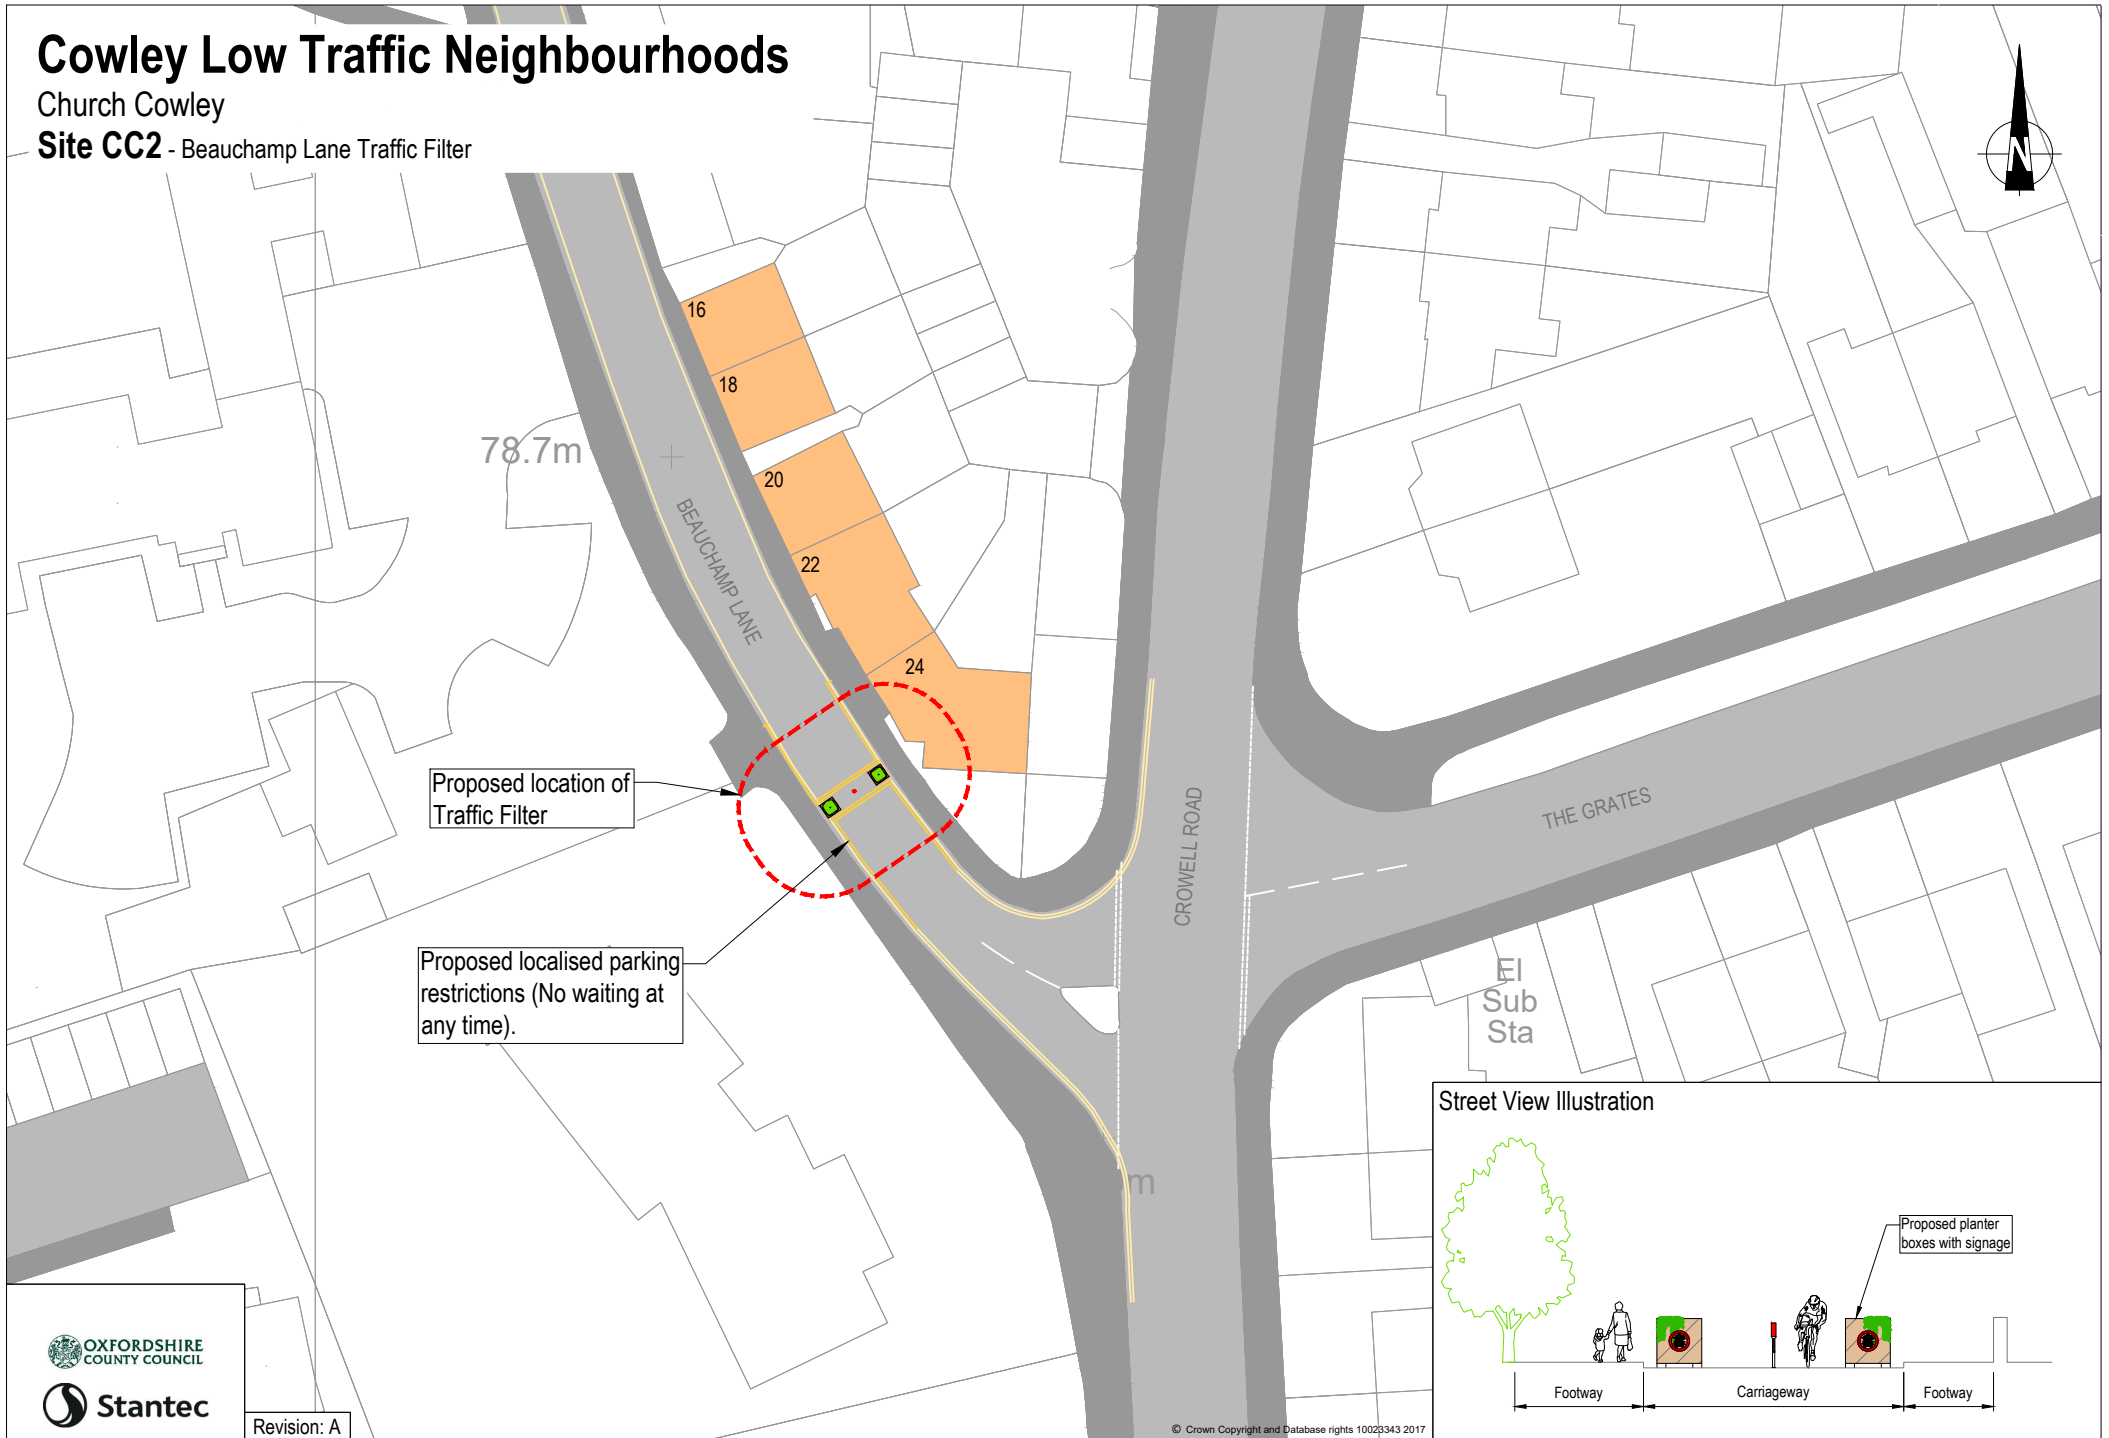 Cowley Low Traffic Neighbourhoods
Church Cowley
Site CC2 - Beauchamp Lane Traffic Filter
N
16
18
78.7m
20
BEAUCHAMP LANE
22
24
Proposed location of
Traffic Filter
CROWELL ROAD
THE GRATES
Proposed localised parking
restrictions (No waiting at
any time).
El
Sub
Sta
m
Street View Illustration
Proposed planter
boxes with signage
Footway
Carriageway
Footway
OXFORDSHIRE
COUNTY COUNCIL
Stantec
Revision: A
© Crown Copyright and Database rights 10023343 2017